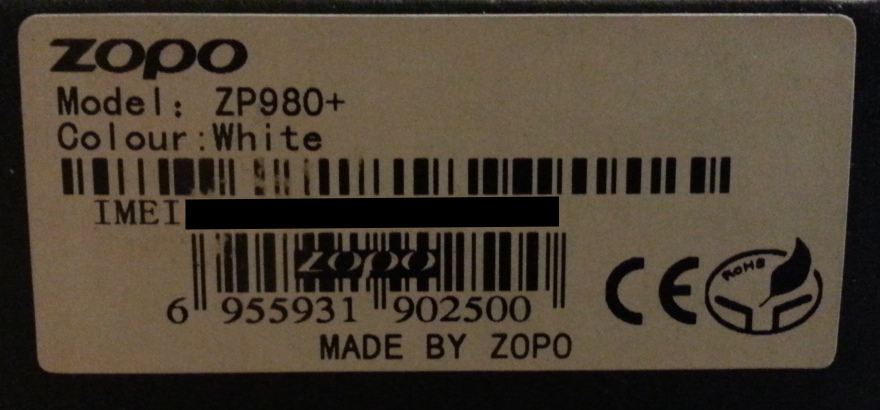 ZOPO
Model: ZP980+
Colour:White
IMEI
ZOPO
6 955931 902500
CE RoHS
MADE BY ZOPO